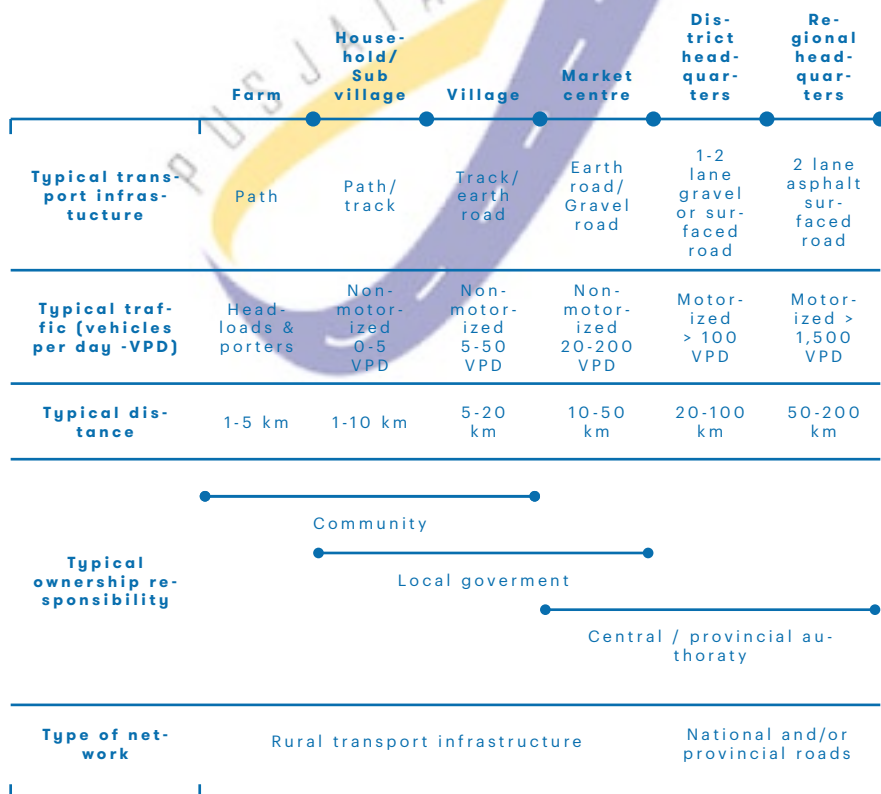 PUSJATA
Farm
House-
hold/
Sub
village
Village
Market
centre
Dis-
trict
head-
quar-
ters
Re-
gional
head-
quar-
ters
Typical trans-
port infras-
tucture
Path
Path/
track
Track/
earth
road
Earth
road/
Gravel
road
1-2
lane
gravel
or sur-
faced
road
2 lane
asphalt
sur-
faced
road
Typical traf-
fic (vehicles
per day -VPD)
Head-
loads &
porters
Non-
motor-
ized
0-5
VPD
Non-
motor-
ized
5-50
VPD
Non-
motor-
ized
20-200
VPD
Motor-
ized
> 100
VPD
Motor-
ized >
1,500
VPD
Typical dis-
tance
1-5 km
1-10 km
5-20
km
10-50
km
20-100
km
50-200
km
Typical
ownership re-
sponsibility
Community
Local goverment
Central / provincial au-
thoraty
Type of net-
work
Rural transport infrastructure
National and/or
provincial roads